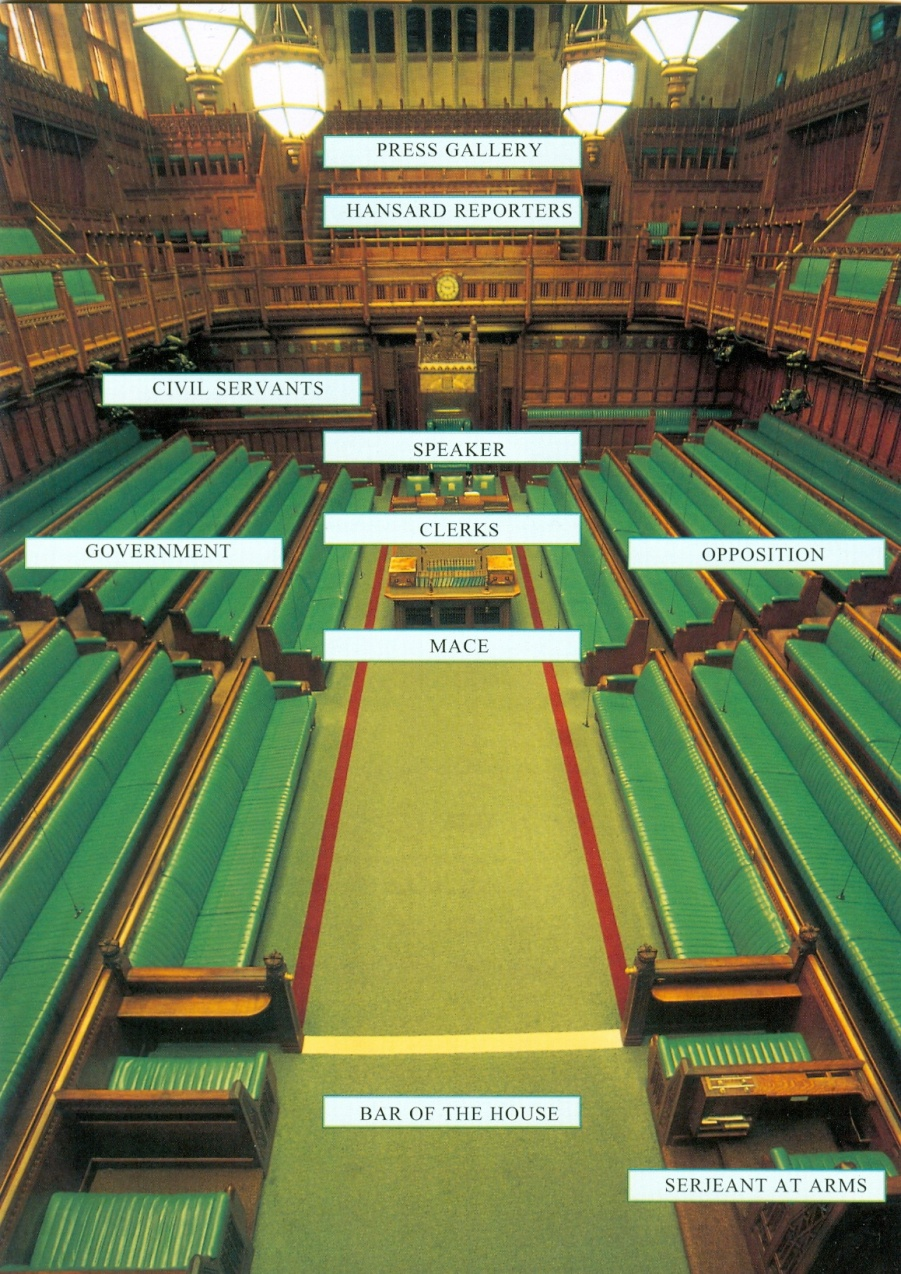 PRESS GALLERY
HANSARD REPORTERS
CIVIL SERVANTS
SPEAKER
CLERKS
GOVERNMENT
OPPOSITION
MACE
BAR OF THE HOUSE
SERJEANT AT ARMS